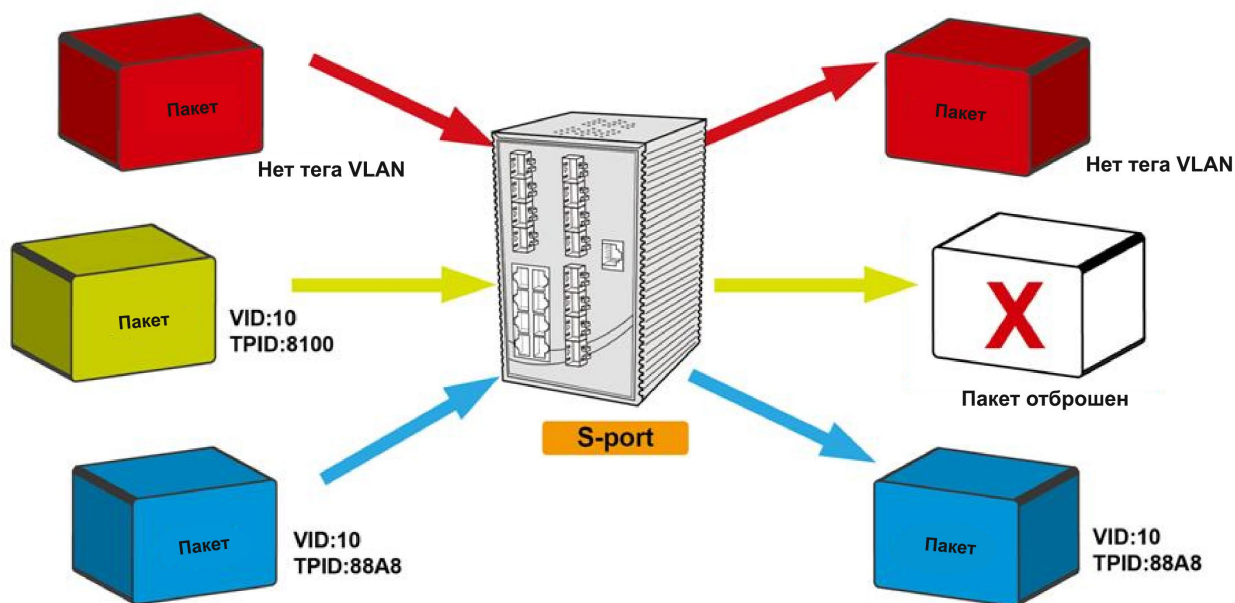 Пакет
Нет тега VLAN
Пакет
Нет тега VLAN
Пакет
VID:10
TPID:8100
X
Пакет отброшен
S-port
Пакет
VID:10
TPID:88A8
Пакет
VID:10
TPID:88A8